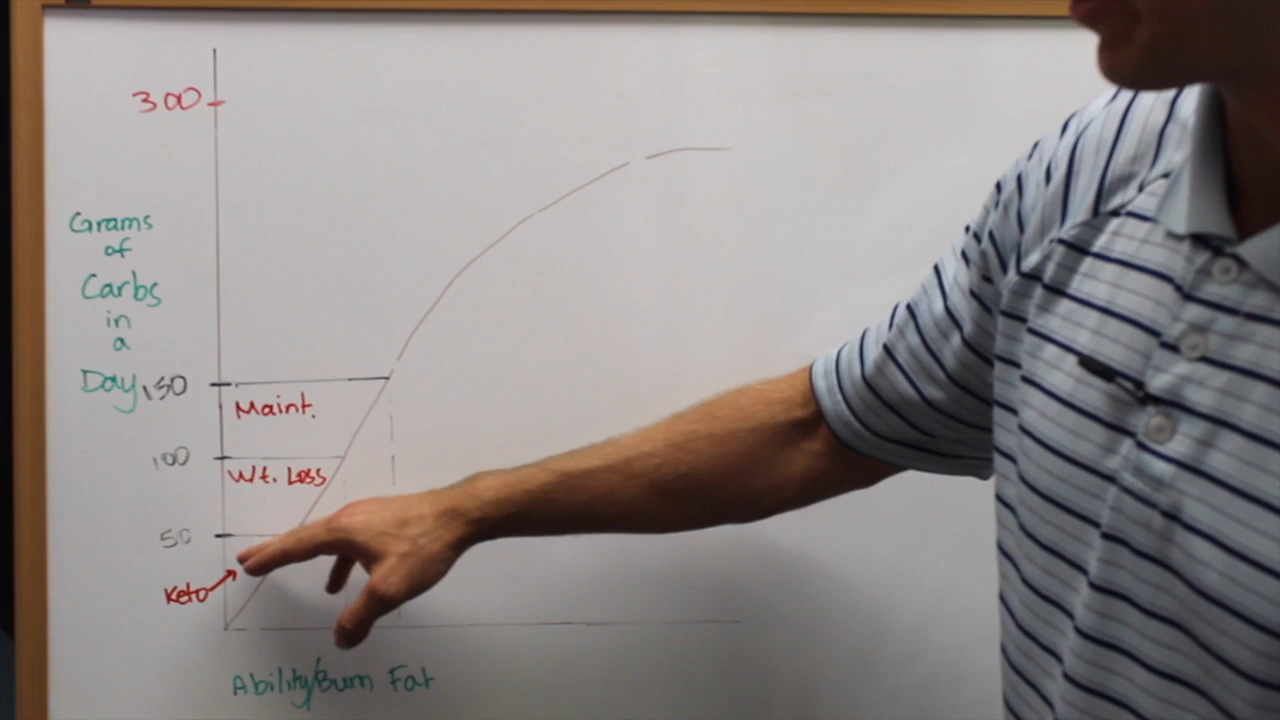 300
Grams
of
Carbs
in
a
Day
150
Maint.
100
Wt. Loss
50
Keto
Ability/Burn Fat